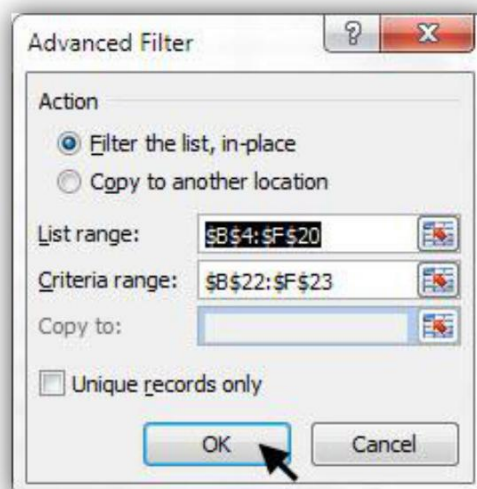 Advanced Filter
Action
Filter the list, in-place
Copy to another location
List range: $B$4:$F$20
Criteria range: $B$22:$F$23
Copy to:
Unique records only
OK Cancel